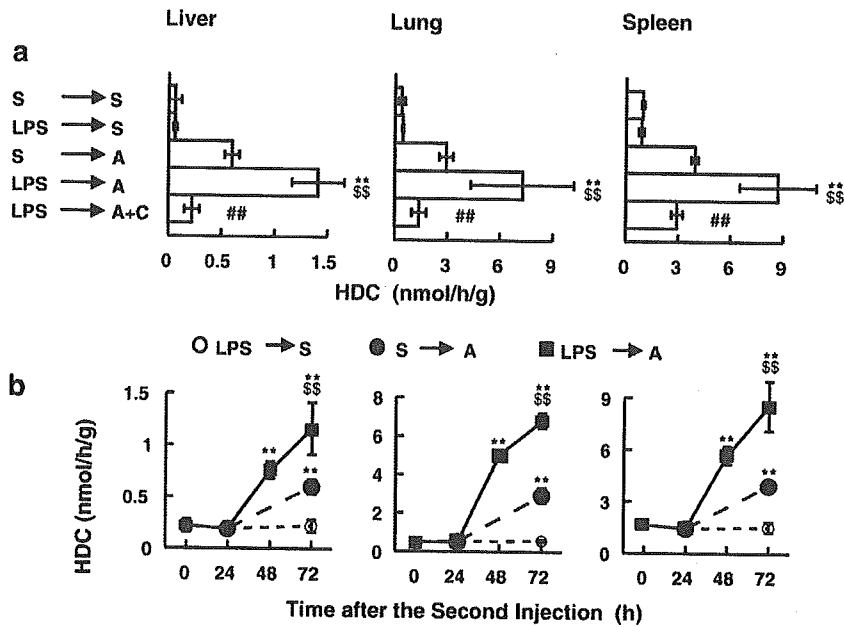 Liver Lung Spleen
a
S → S
LPS → S
S → A
LPS → A
LPS → A+C
** ** **
$$ $$ $$
## ## ##
0 0.5 1 1.5 0 3 6 9 0 3 6 9
HDC (nmol/h/g)
LPS → S S → A LPS → A
b
HDC (nmol/h/g)
1.5
1
0.5
0
8
6
4
2
0
9
6
3
0
** ** **
$$ $$ $$
** ** **
** ** **
0 24 48 72 0 24 48 72 0 24 48 72
Time after the Second Injection (h)